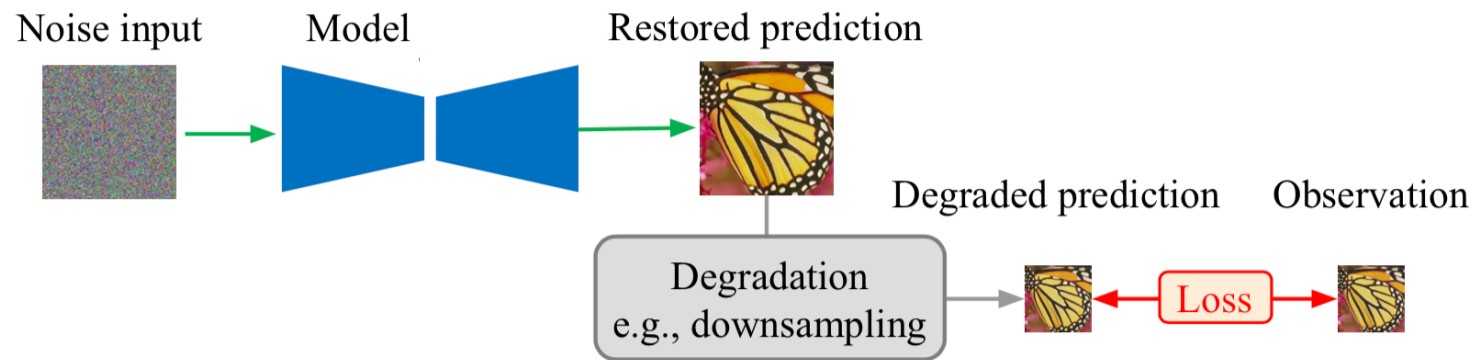 Noise input
Model
Restored prediction
Degraded prediction
Observation
Degradation
e.g., downsampling
Loss